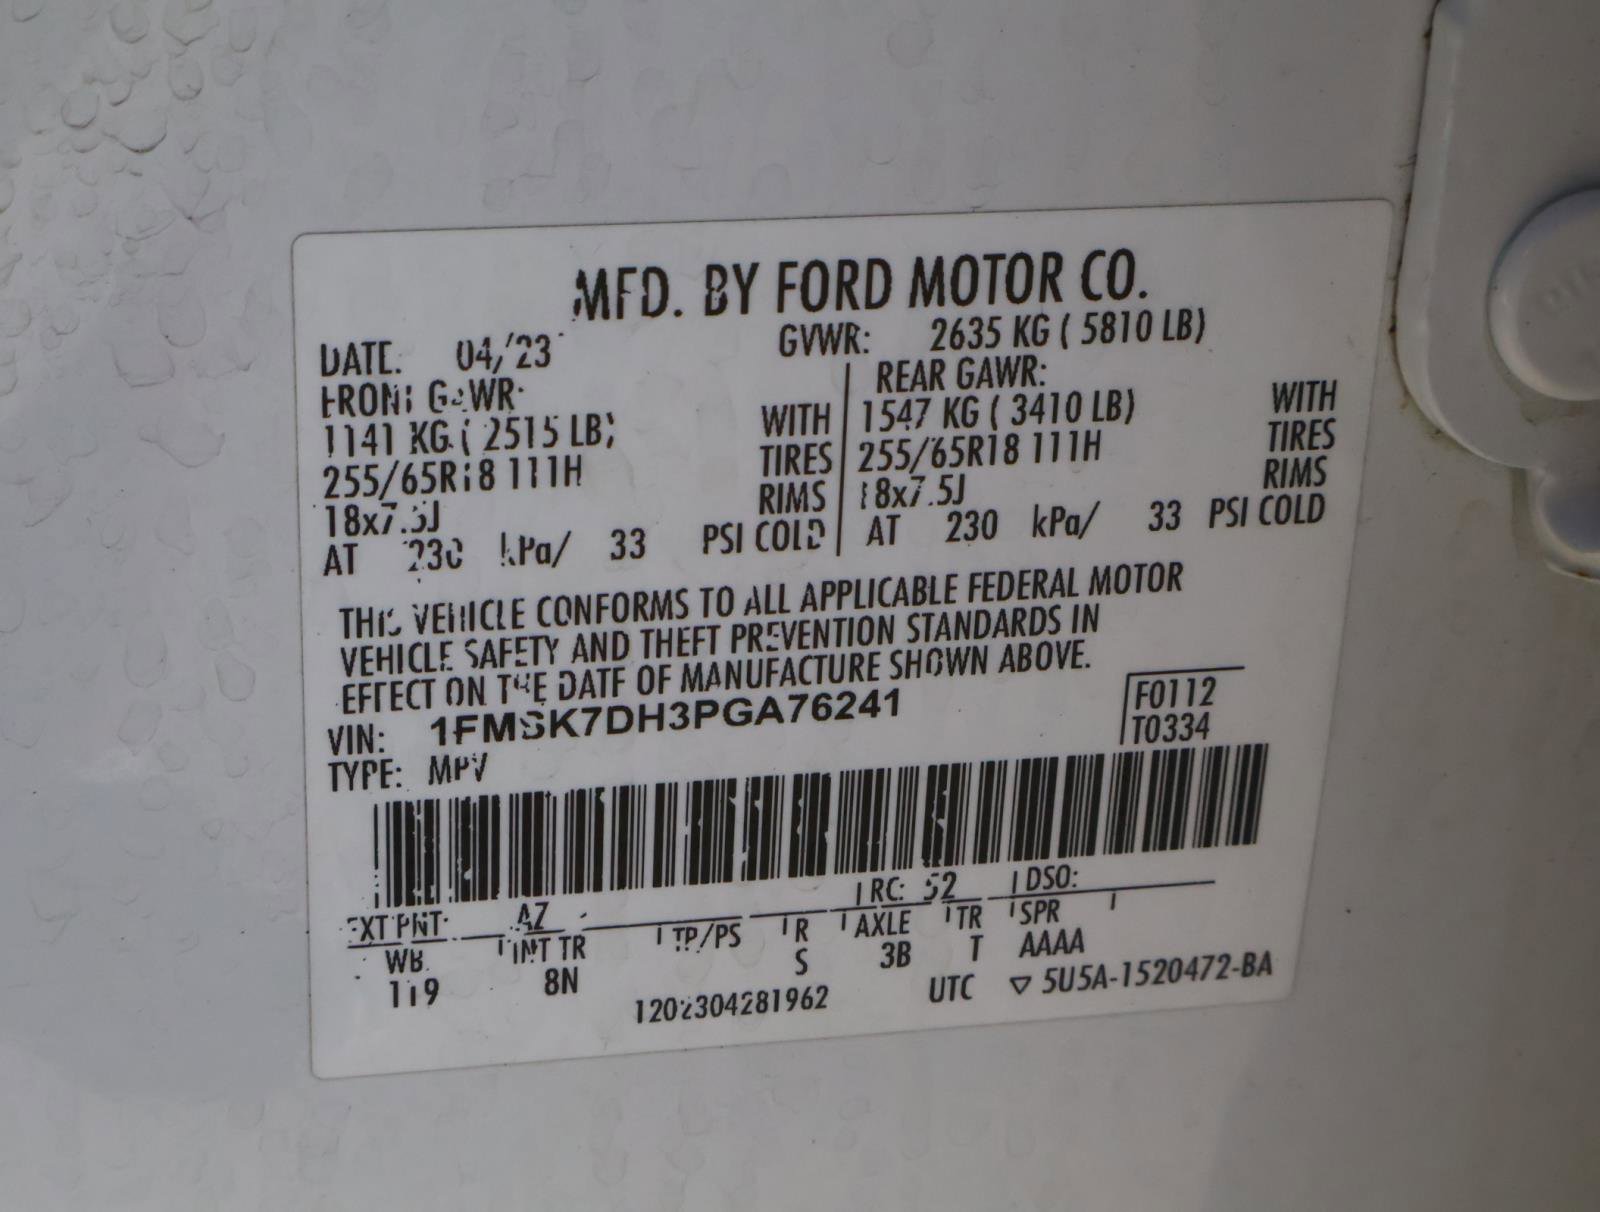 MFD. BY FORD MOTOR CO.
DATE: 04/23 GVWR: 2635 KG ( 5810 LB)
FRONT GAWR: REAR GAWR:
1141 KG ( 2515 LB) WITH 1547 KG ( 3410 LB) WITH
255/65R18 111H TIRES 255/65R18 111H TIRES
18x7.5J RIMS 18x7.5J RIMS
AT 230 kPa/ 33 PSI COLD AT 230 kPa/ 33 PSI COLD
THIS VEHICLE CONFORMS TO ALL APPLICABLE FEDERAL MOTOR
VEHICLE SAFETY AND THEFT PREVENTION STANDARDS IN
EFFECT ON THE DATE OF MANUFACTURE SHOWN ABOVE.
VIN: 1FMSK7DH3PGA76241 F0112
TYPE: MPV T0334
EXT PNT: AZ RC: 52 DSO:
WB INT TR TP/PS R AXLE TR SPR
119 8N S 3B T AAAA
1202304281962 UTC ▽ 5U5A-1520472-BA